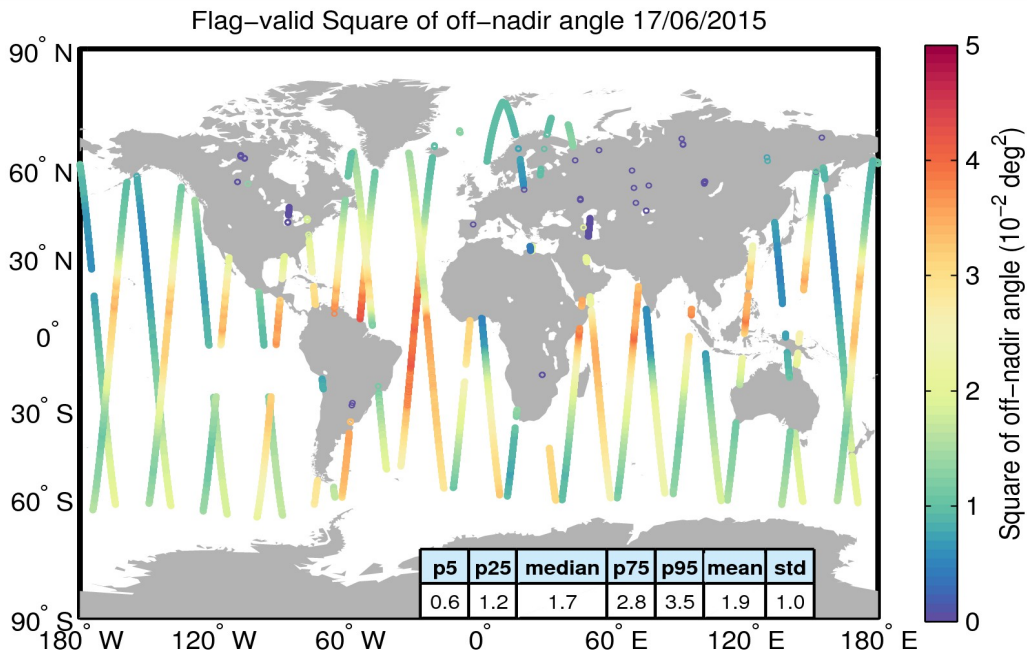 Flag−valid Square of off−nadir angle 17/06/2015
90° N
60° N
30° N
0°
30° S
60° S
90° S
180° W
120° W
60° W
0°
60° E
120° E
180° E
p5 p25 median p75 p95 mean std
0.6 1.2 1.7 2.8 3.5 1.9 1.0
5
4
3
2
1
0
Square of off−nadir angle (10⁻² deg²)